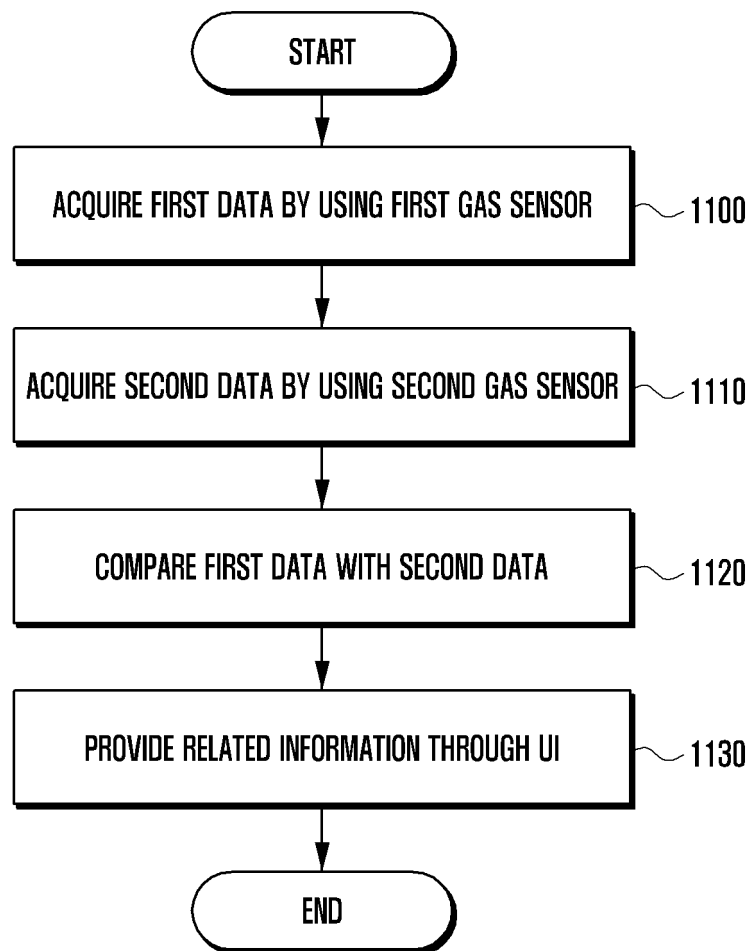 START
ACQUIRE FIRST DATA BY USING FIRST GAS SENSOR
1100
ACQUIRE SECOND DATA BY USING SECOND GAS SENSOR
1110
COMPARE FIRST DATA WITH SECOND DATA
1120
PROVIDE RELATED INFORMATION THROUGH UI
1130
END